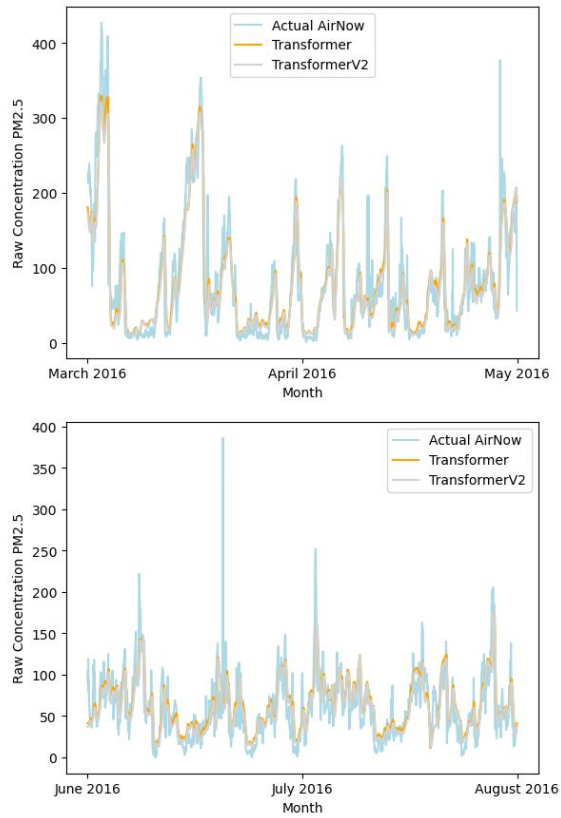 Raw Concentration PM2.5
400
300
200
100
0
Actual AirNow
Transformer
TransformerV2
March 2016
April 2016
May 2016
Month
Raw Concentration PM2.5
400
350
300
250
200
150
100
50
0
Actual AirNow
Transformer
TransformerV2
June 2016
July 2016
August 2016
Month